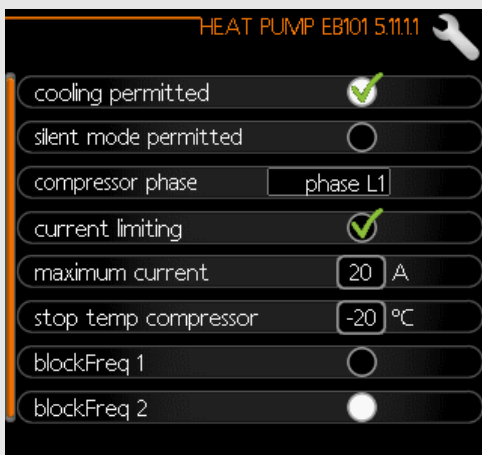 HEAT PUMP EB101 5.11.1.1
cooling permitted
silent mode permitted
compressor phase phase L1
current limiting
maximum current 20 A
stop temp compressor -20 °C
blockFreq 1
blockFreq 2